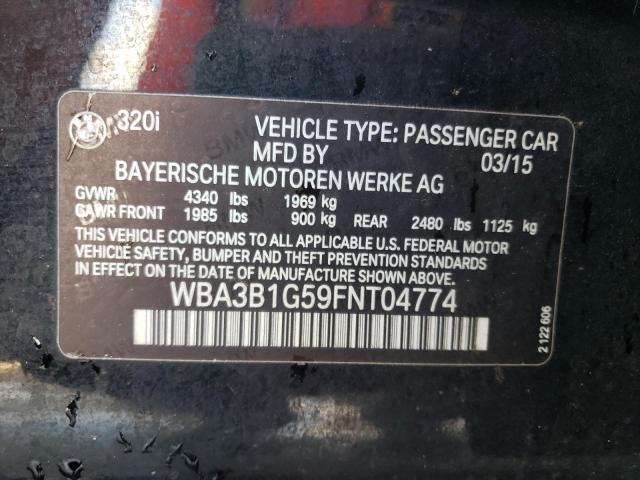 320i VEHICLE TYPE: PASSENGER CAR
MFD BY 03/15
BAYERISCHE MOTOREN WERKE AG
GVWR 4340 lbs 1969 kg
GAWR FRONT 1985 lbs 900 kg REAR 2480 lbs 1125 kg
THIS VEHICLE CONFORMS TO ALL APPLICABLE U.S. FEDERAL MOTOR
VEHICLE SAFETY, BUMPER AND THEFT PREVENTION STANDARDS
IN EFFECT ON THE DATE OF MANUFACTURE SHOWN ABOVE.
WBA3B1G59FNT04774
2 122 606